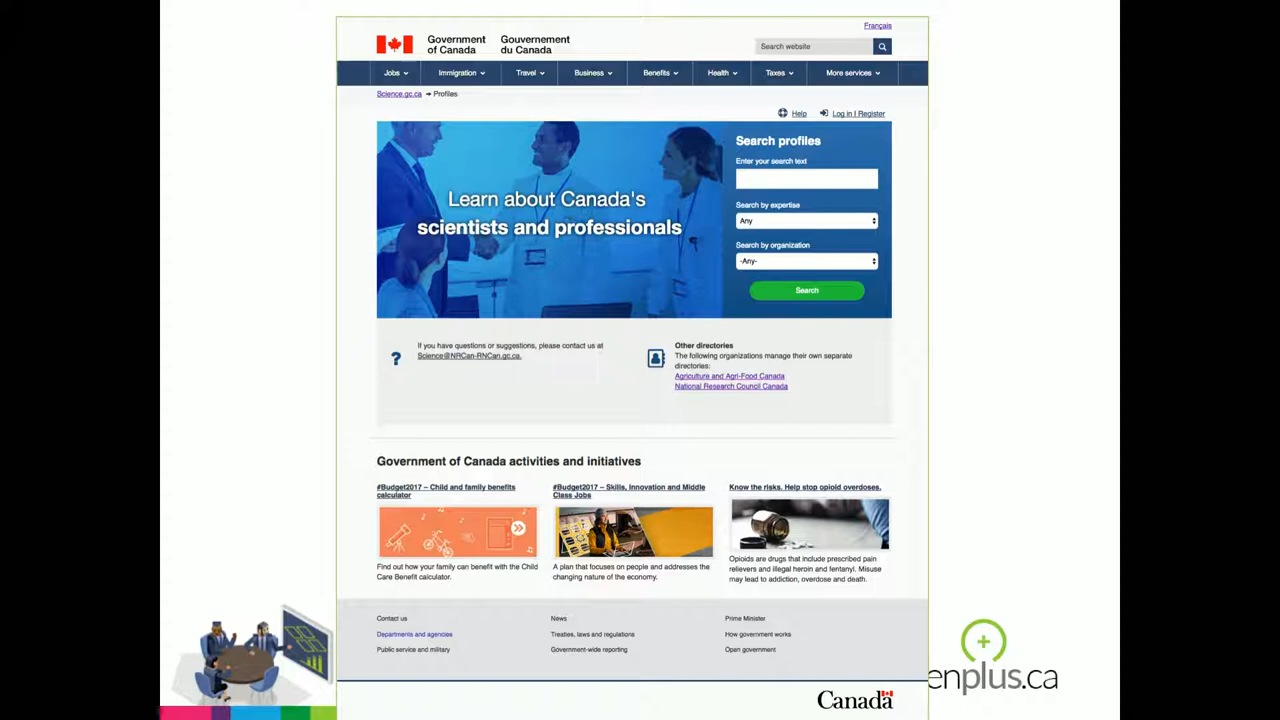 Français
Government of Canada
Gouvernement du Canada
Search website
Jobs
Immigration
Travel
Business
Benefits
Health
Taxes
More services
Science.gc.ca ➔ Profiles
Help
Log in I Register
Learn about Canada's
scientists and professionals
Search profiles
Enter your search text
Search by expertise
Any
Search by organization
-Any-
Search
If you have questions or suggestions, please contact us at
Science@NRCan-RNCan.gc.ca.
Other directories
The following organizations manage their own separate
directories:
Agriculture and Agri-Food Canada
National Research Council Canada
Government of Canada activities and initiatives
#Budget2017 – Child and family benefits
calculator
Find out how your family can benefit with the Child
Care Benefit calculator.
#Budget2017 – Skills, Innovation and Middle
Class Jobs
A plan that focuses on people and addresses the
changing nature of the economy.
Know the risks. Help stop opioid overdoses.
Opioids are drugs that include prescribed pain
relievers and illegal heroin and fentanyl. Misuse
may lead to addiction, overdose and death.
Contact us
News
Prime Minister
Departments and agencies
Treaties, laws and regulations
How government works
Public service and military
Government-wide reporting
Open government
Canada
enplus.ca